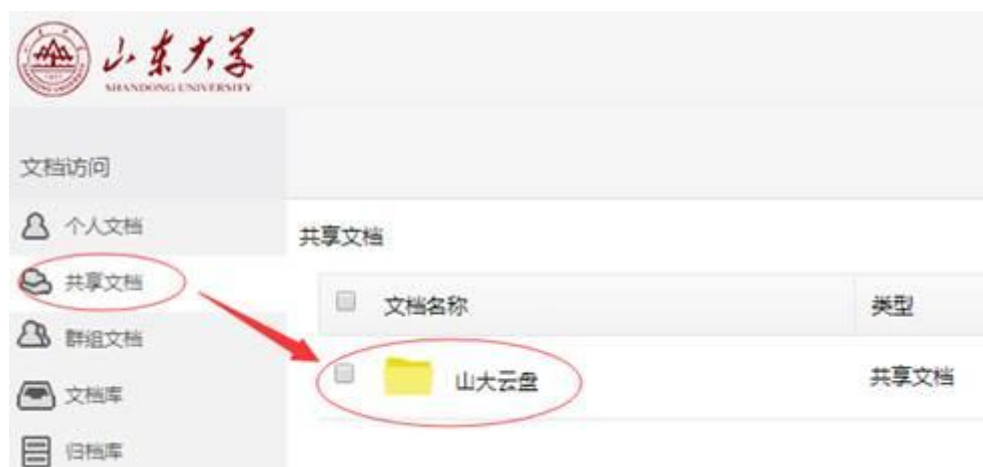 山东大学
SHANDONG UNIVERSITY
文档访问
个人文档
共享文档
群组文档
文档库
归档库
共享文档
文档名称 类型
山大云盘 共享文档